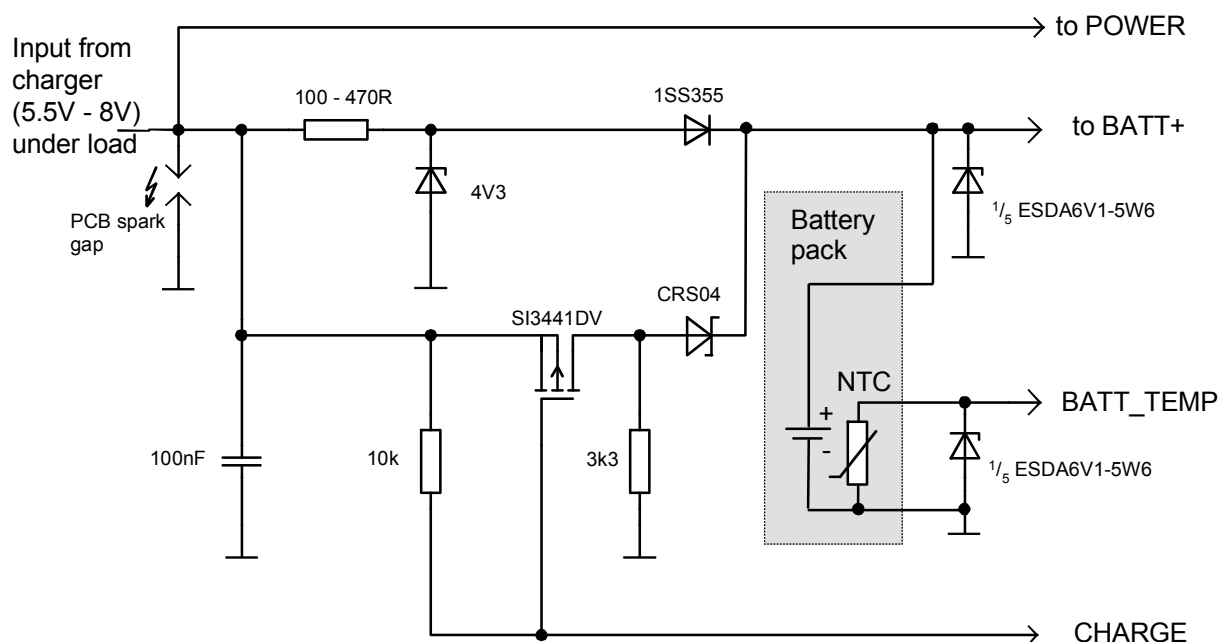 to POWER
Input from
charger
(5.5V - 8V)
under load
100 - 470R
1SS355
to BATT+
4V3
PCB spark
gap
1/5 ESDA6V1-5W6
Battery
pack
SI3441DV
CRS04
NTC
BATT_TEMP
+
-
100nF
10k
3k3
1/5 ESDA6V1-5W6
CHARGE